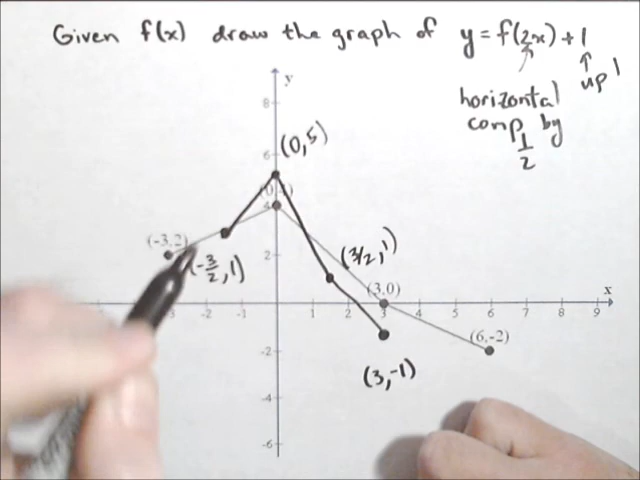 Given f(x) draw the graph of y = f(2x) + 1
horizontal
comp by
1/2
up 1
y
8
6
(0,5)
4
(-3,2)
2
(3/2, 1)
(-3/2, 1)
(3,0)
x
-3 -2 -1 1 2 3 4 5 6 7 8 9
(6,-2)
-2
(3,-1)
-4
-6